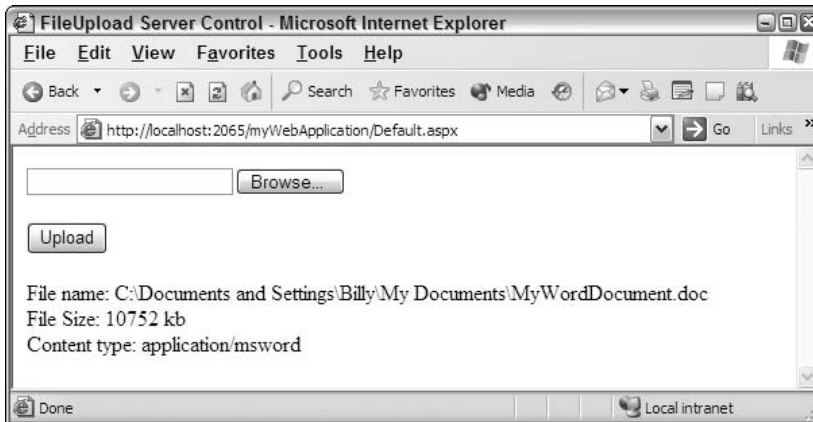 FileUpload Server Control - Microsoft Internet Explorer
File Edit View Favorites Tools Help
Back Search Favorites Media
Address http://localhost:2065/myWebApplication/Default.aspx Go Links »
Browse...
Upload
File name: C:\Documents and Settings\Billy\My Documents\MyWordDocument.doc
File Size: 10752 kb
Content type: application/msword
Done Local intranet